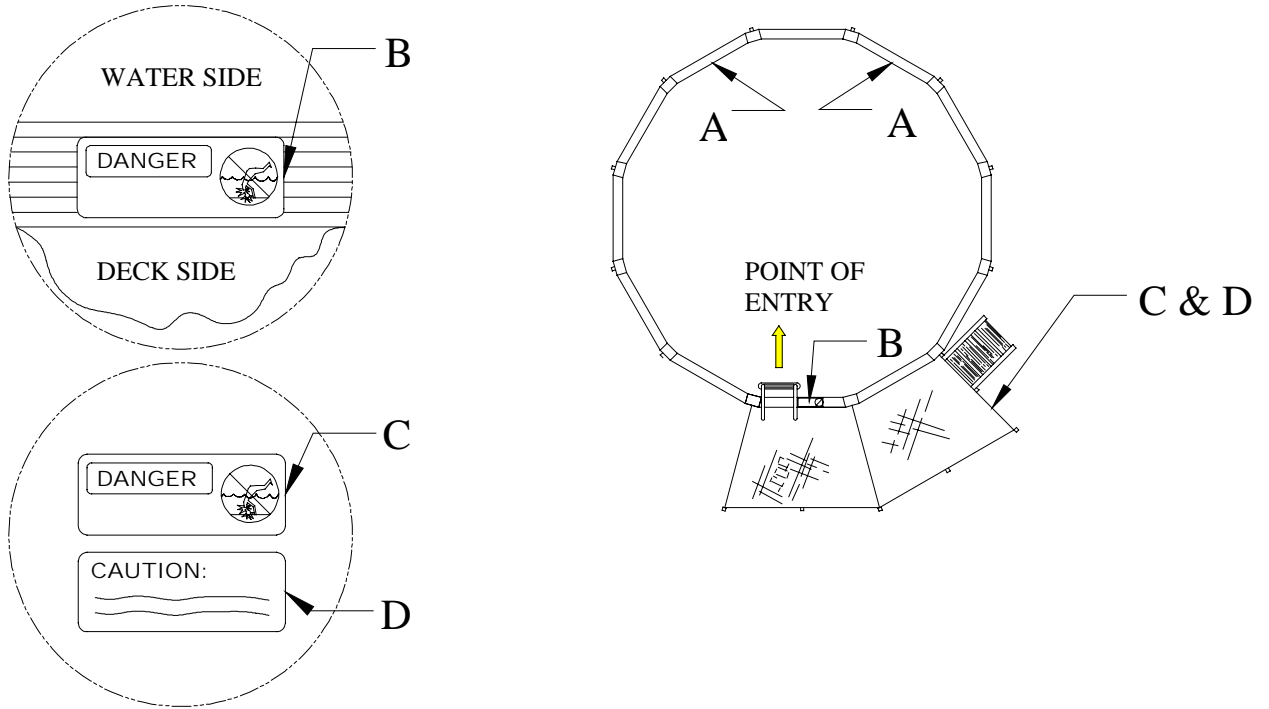 WATER SIDE
B
DANGER
DECK SIDE
C
DANGER
CAUTION:
D
A
A
POINT OF
ENTRY
B
C & D